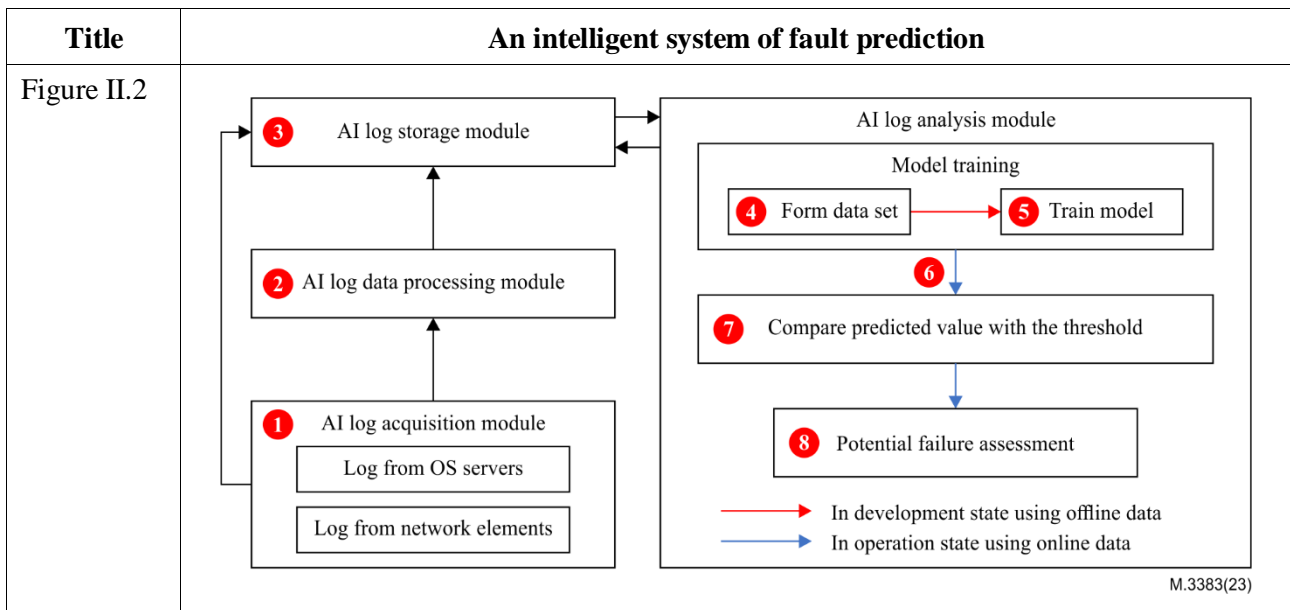 Title
An intelligent system of fault prediction
Figure II.2
3 AI log storage module
2 AI log data processing module
1 AI log acquisition module
Log from OS servers
Log from network elements
AI log analysis module
Model training
4 Form data set
5 Train model
6
7 Compare predicted value with the threshold
8 Potential failure assessment
In development state using offline data
In operation state using online data
M.3383(23)